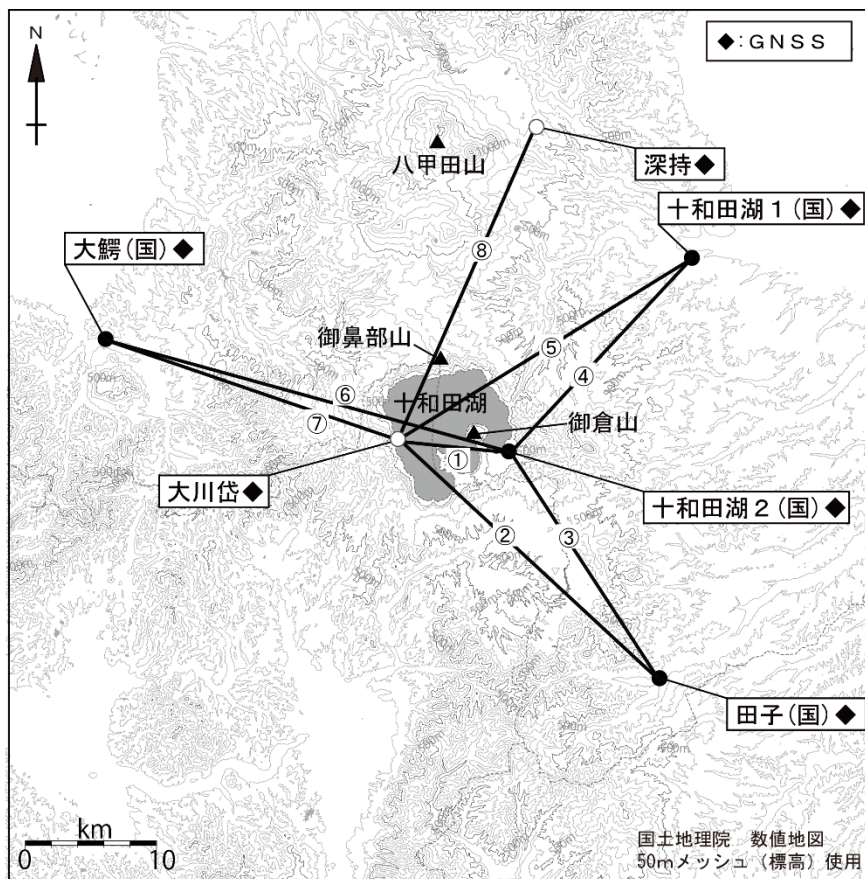 N
◆:GNSS
八甲田山
深持◆
十和田湖1(国)◆
大鰐(国)◆
⑧
御鼻部山
⑤
④
⑥
十和田湖
⑦
御倉山
①
大川岱◆
十和田湖2(国)◆
②
③
田子(国)◆
km
0
10
国土地理院 数値地図
50mメッシュ(標高)使用
500m
1000m